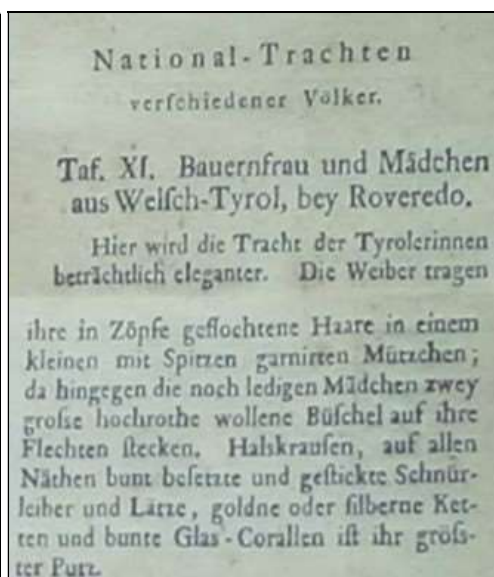 National-Trachten
verſchiedener Völker.
Taf. XI. Bauernfrau und Mädchen
aus Welſch-Tyrol, bey Roveredo.
Hier wird die Tracht der Tyrolerinnen
beträchtlich eleganter. Die Weiber tragen
ihre in Zöpfe geflochtene Haare in einem
kleinen mit Spitzen garnirten Mützchen;
da hingegen die noch ledigen Mädchen zwey
groſse hochrothe wollene Büſchel auf ihre
Flechten ſtecken. Halskrauſen, auf allen
Näthen bunt beſetzte und geſtickte Schnür-
leiber und Lätze, goldne oder ſilberne Ket-
ten und bunte Glas-Corallen iſt ihr gröſs-
ter Putz.